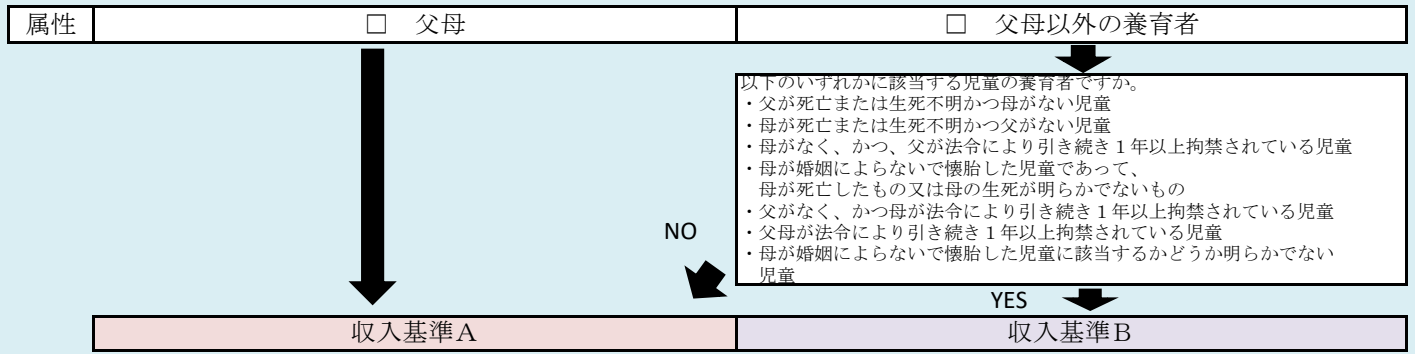 属性
□ 父母
□ 父母以外の養育者
以下のいずれかに該当する児童の養育者ですか。
・父が死亡または生死不明かつ母がない児童
・母が死亡または生死不明かつ父がない児童
・母がなく、かつ、父が法令により引き続き１年以上拘禁されている児童
・母が婚姻によらないで懐胎した児童であって、
母が死亡したもの又は母の生死が明らかでないもの
・父がなく、かつ母が法令により引き続き１年以上拘禁されている児童
・父母が法令により引き続き１年以上拘禁されている児童
・母が婚姻によらないで懐胎した児童に該当するかどうか明らかでない
児童
NO
YES
収入基準Ａ
収入基準Ｂ